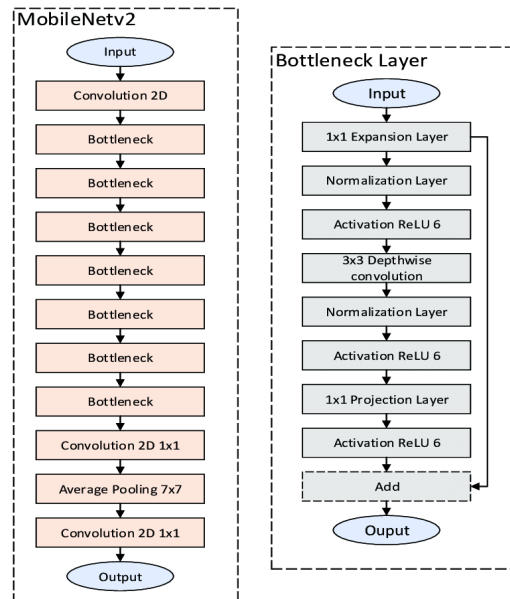 MobileNetv2
Input
Convolution 2D
Bottleneck
Bottleneck
Bottleneck
Bottleneck
Bottleneck
Bottleneck
Bottleneck
Convolution 2D 1x1
Average Pooling 7x7
Convolution 2D 1x1
Output
Bottleneck Layer
Input
1x1 Expansion Layer
Normalization Layer
Activation ReLU 6
3x3 Depthwise
convolution
Normalization Layer
Activation ReLU 6
1x1 Projection Layer
Activation ReLU 6
Add
Ouput